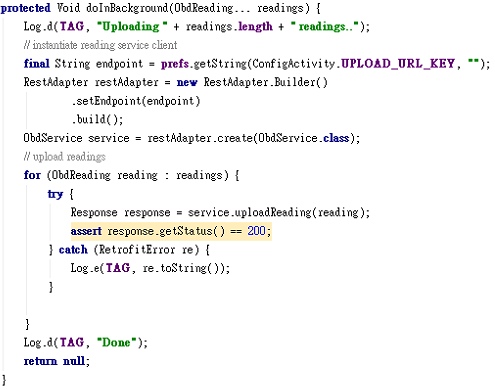 protected Void doInBackground(ObdReading... readings) {
    Log.d(TAG, "Uploading " + readings.length + " readings..");
    // instantiate reading service client
    final String endpoint = prefs.getString(ConfigActivity.UPLOAD_URL_KEY, "");
    RestAdapter restAdapter = new RestAdapter.Builder()
            .setEndpoint(endpoint)
            .build();
    ObdService service = restAdapter.create(ObdService.class);
    // upload readings
    for (ObdReading reading : readings) {
        try {
            Response response = service.uploadReading(reading);
            assert response.getStatus() == 200;
        } catch (RetrofitError re) {
            Log.e(TAG, re.toString());
        }

    }
    Log.d(TAG, "Done");
    return null;
}